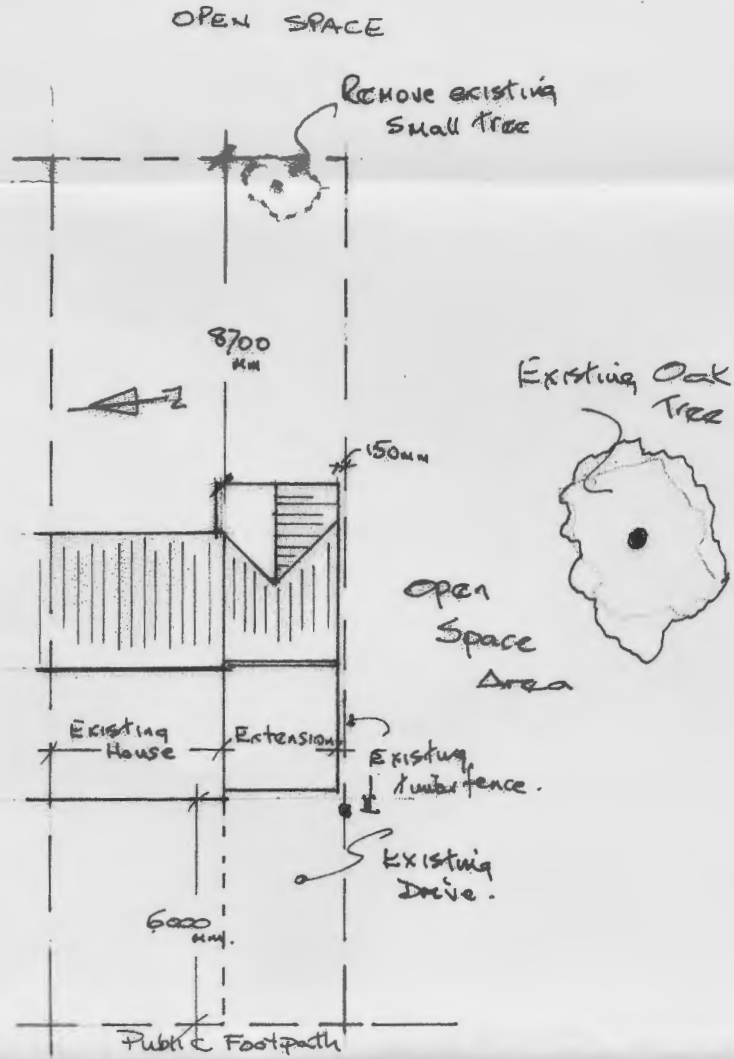 OPEN SPACE
Remove existing
Small tree
8700
mm
N
150mm
Existing Oak
Tree
Open
Space
Area
Existing
House
Extension
Existing
timber fence.
Existing
Drive.
6000
mm.
Public Footpath